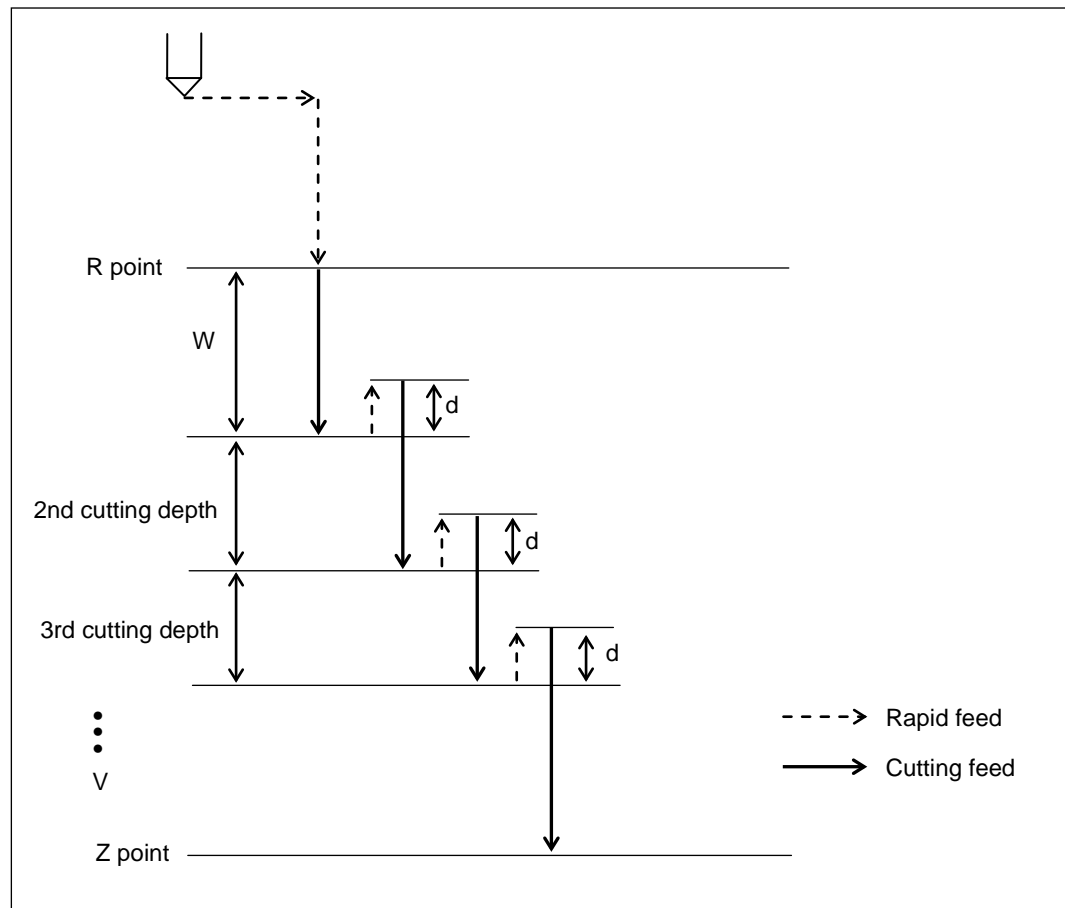 R point
W
d
2nd cutting depth
d
3rd cutting depth
d
Rapid feed
V
Cutting feed
Z point